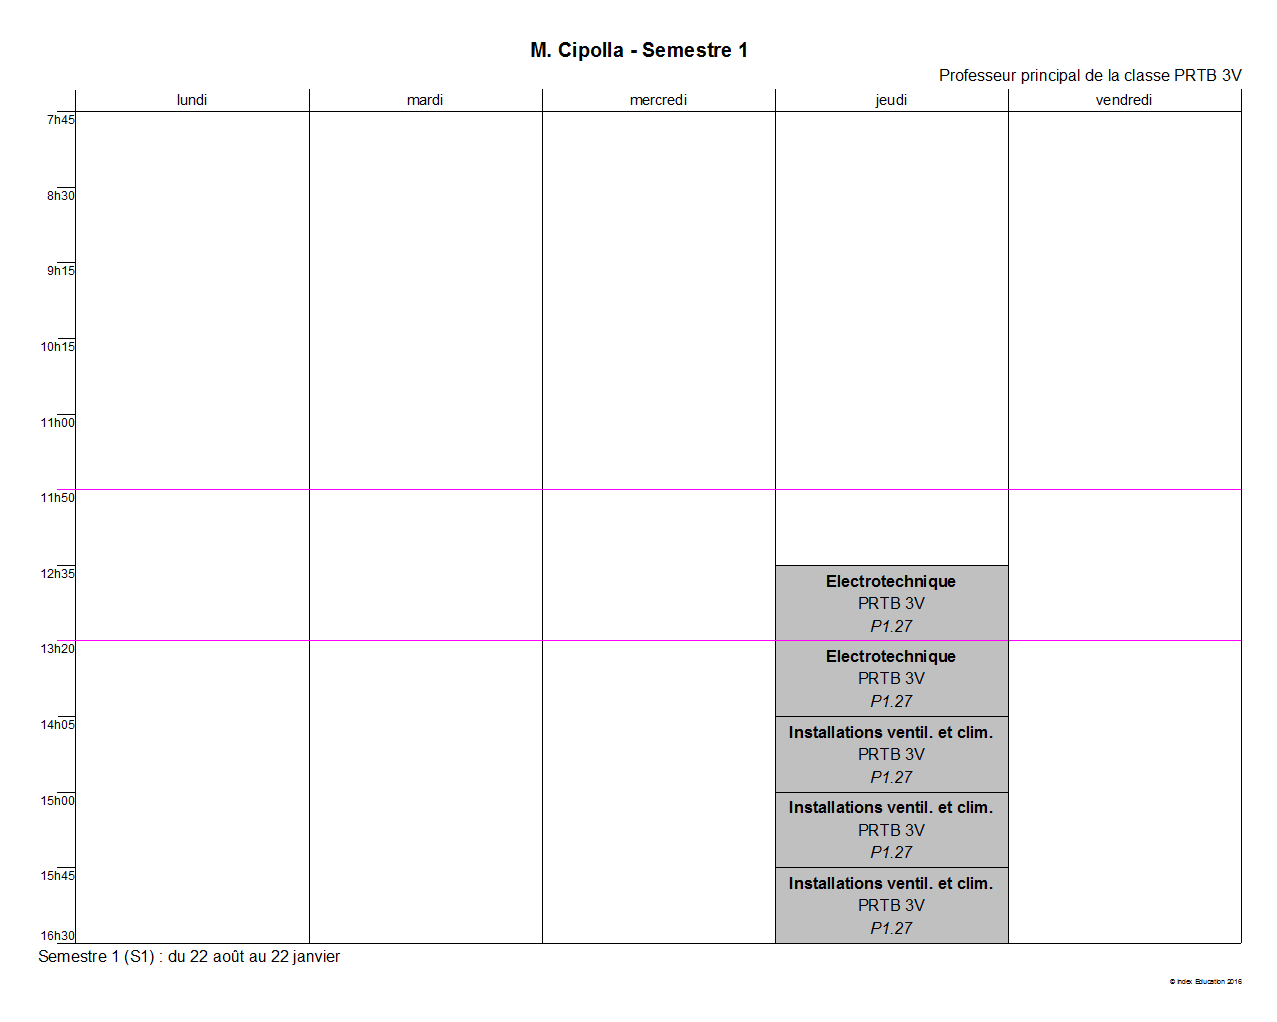 M. Cipolla - Semestre 1
Professeur principal de la classe PRTB 3V
lundi mardi mercredi jeudi vendredi
7h45
8h30
9h15
10h15
11h00
11h50
12h35
Electrotechnique
PRTB 3V
P1.27
13h20
Electrotechnique
PRTB 3V
P1.27
14h05
Installations ventil. et clim.
PRTB 3V
P1.27
15h00
Installations ventil. et clim.
PRTB 3V
P1.27
15h45
Installations ventil. et clim.
PRTB 3V
P1.27
16h30
Semestre 1 (S1) : du 22 août au 22 janvier
© Index Education 2016